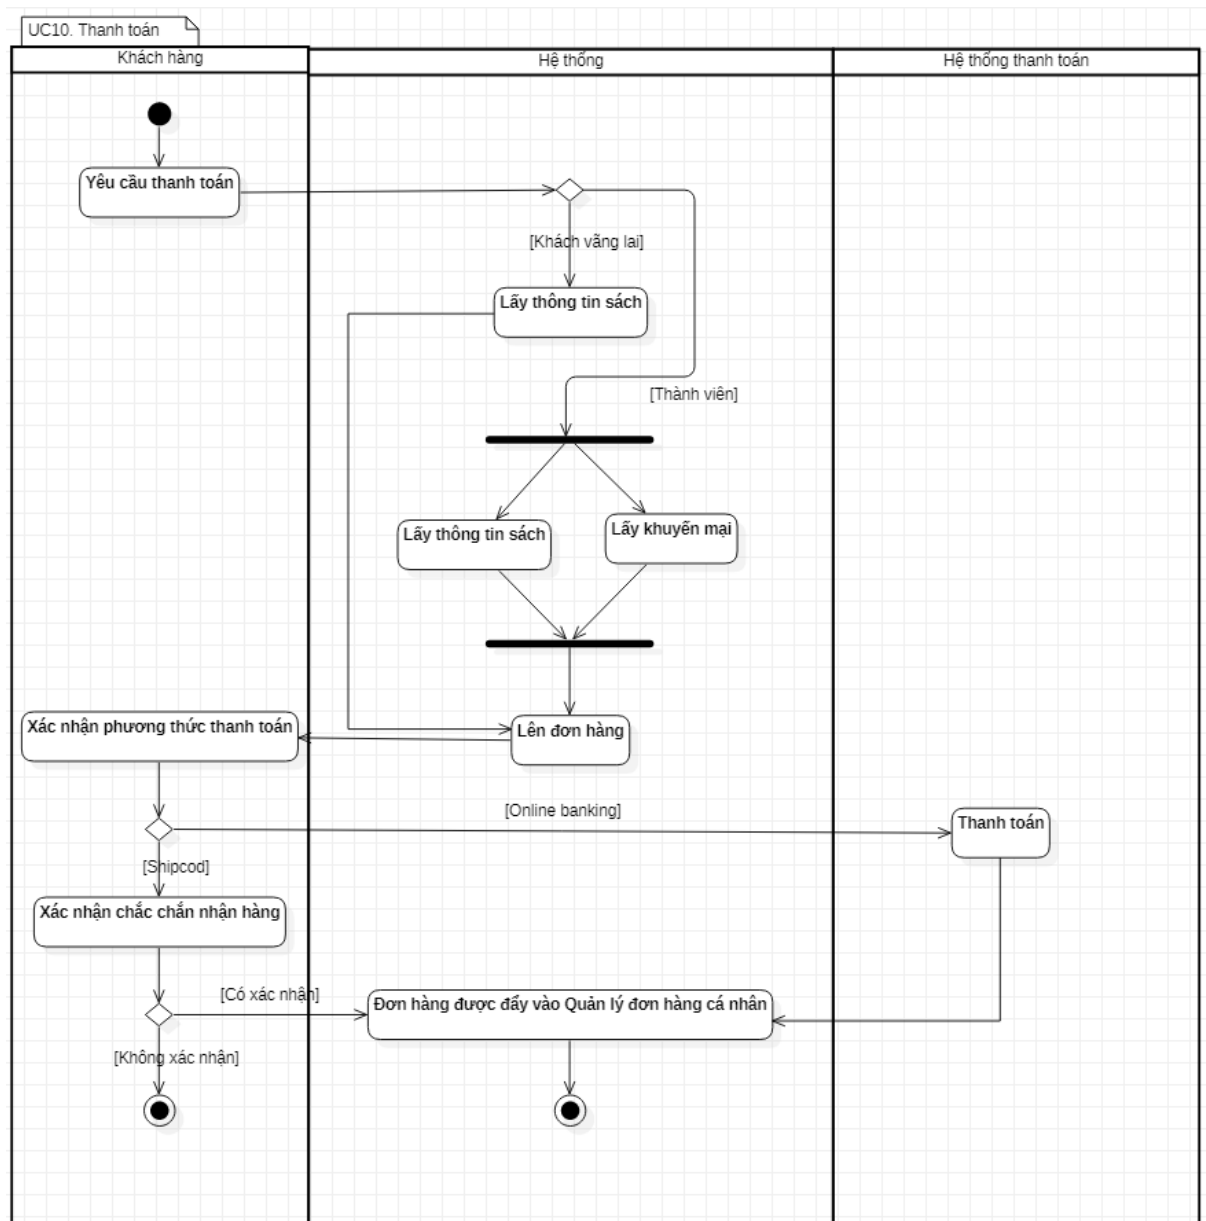 UC10. Thanh toán
Khách hàng
Hệ thống
Hệ thống thanh toán
Yêu cầu thanh toán
[Khách vãng lai]
Lấy thông tin sách
[Thành viên]
Lấy thông tin sách
Lấy khuyến mại
Xác nhận phương thức thanh toán
Lên đơn hàng
[Online banking]
Thanh toán
[Shipcod]
Xác nhận chắc chắn nhận hàng
[Có xác nhận]
Đơn hàng được đẩy vào Quản lý đơn hàng cá nhân
[Không xác nhận]